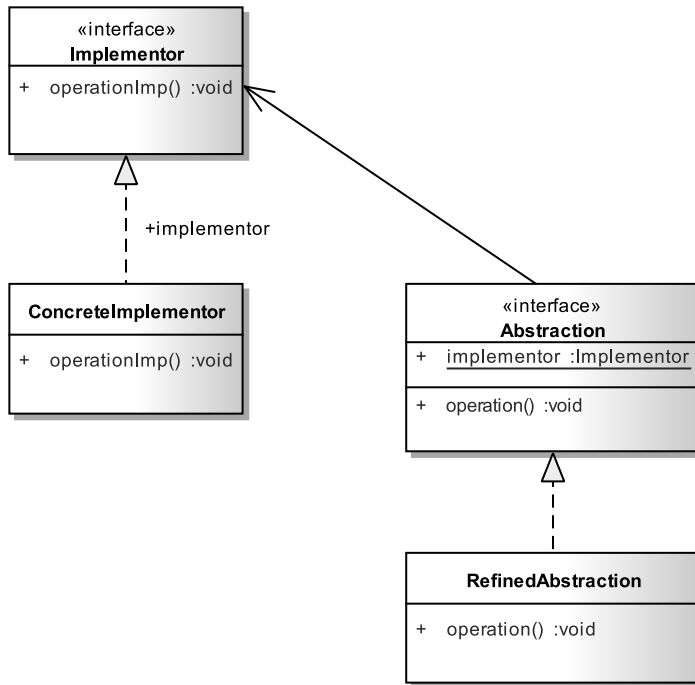 «interface»
Implementor
+ operationImp() :void
+implementor
ConcreteImplementor
+ operationImp() :void
«interface»
Abstraction
+ implementor :Implementor
+ operation() :void
RefinedAbstraction
+ operation() :void